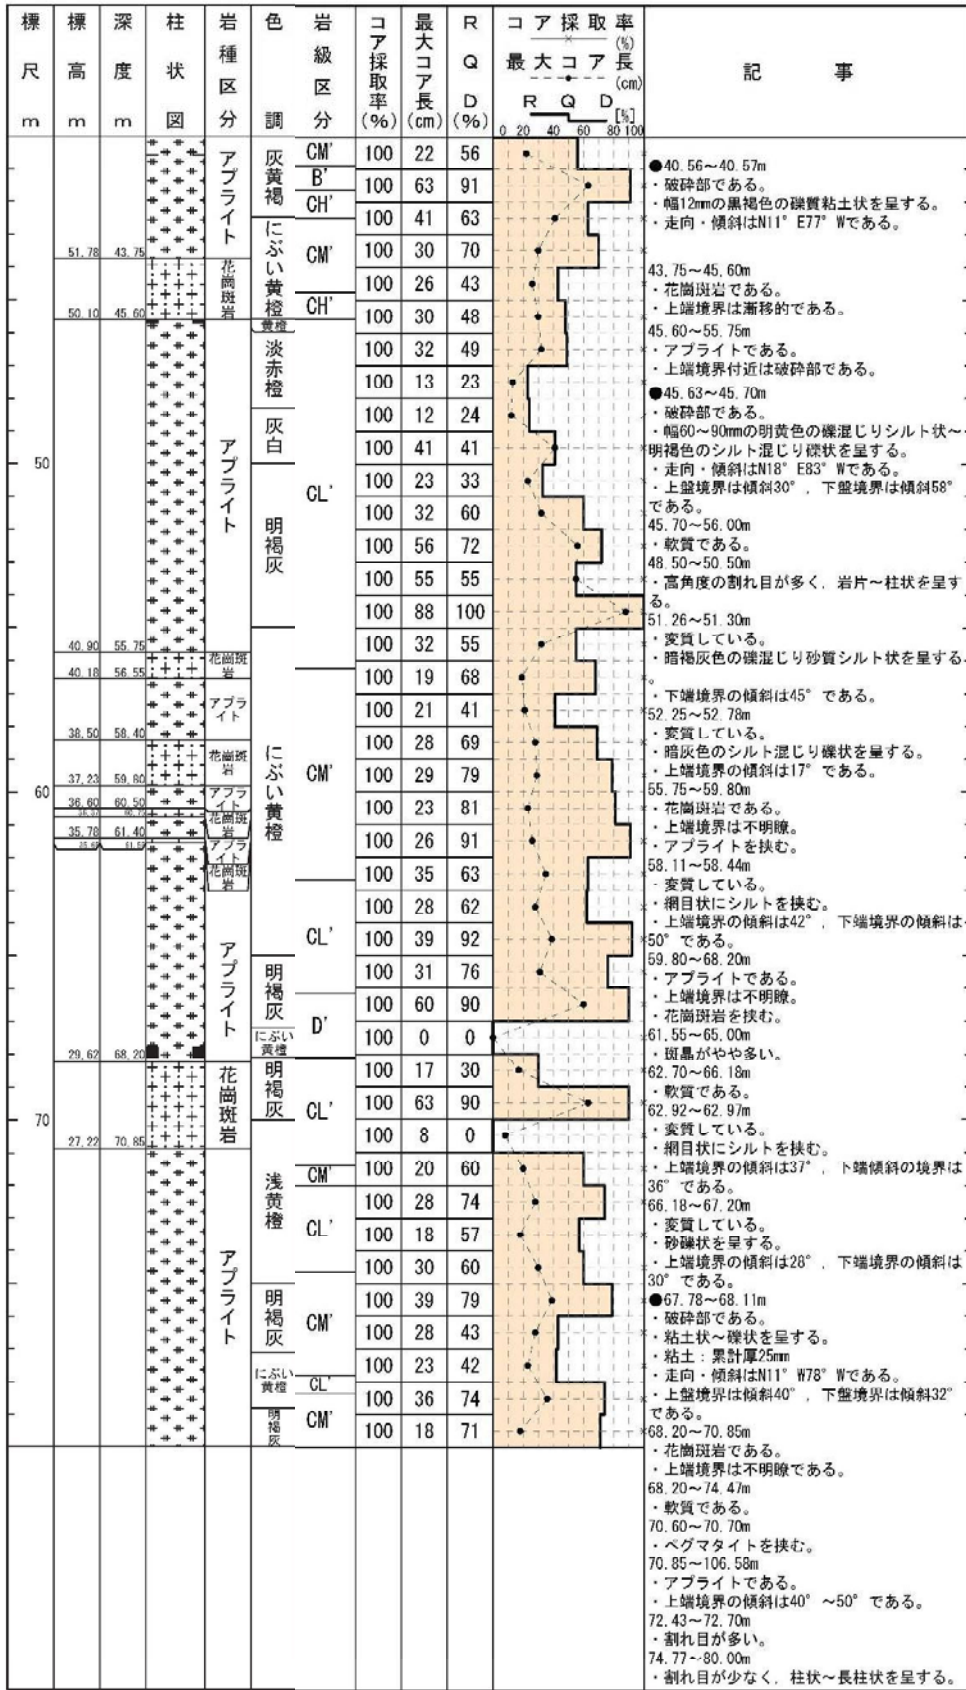 標尺 m
標高 m
深度 m
柱状図
岩種区分
色調
岩級区分
コア採取率(%)
最大コア長(cm)
RQD(%)
コア採取率(%)
最大コア長(cm)
RQD[%]
0 20 40 60 80 100
記事
50
60
70
51.78 43.75
50.10 45.60
40.90 55.75
40.18 56.55
38.50 58.40
37.23 59.80
36.60 60.50
35.78 61.40
29.62 68.20
27.22 70.85
アプライト
花崗斑岩
アプライト
花崗斑岩
アプライト
花崗斑岩
アプライト
花崗斑岩
アプライト
花崗斑岩
アプライト
花崗斑岩
アプライト
灰黄褐
にぶい黄橙
黄橙
淡赤橙
灰白
明褐灰
にぶい黄橙
明褐灰
にぶい黄橙
明褐灰
浅黄橙
明褐灰
にぶい黄橙
明褐灰
CM'
B'
CH'
CM'
CH'
CL'
CM'
CL'
D'
CL'
CM'
CL'
CM'
CL'
CM'
100 22 56
100 63 91
100 41 63
100 30 70
100 26 43
100 30 48
100 32 49
100 13 23
100 12 24
100 41 41
100 23 33
100 32 60
100 56 72
100 55 55
100 88 100
100 32 55
100 19 68
100 21 41
100 28 69
100 29 79
100 23 81
100 26 91
100 35 63
100 28 62
100 39 92
100 31 76
100 60 90
100 0 0
100 17 30
100 63 90
100 8 0
100 20 60
100 28 74
100 18 57
100 30 60
100 39 79
100 28 43
100 23 42
100 36 74
100 18 71
●40.56～40.57m
・破砕部である。
・幅12mmの黒褐色の礫質粘土状を呈する。
・走向・傾斜はN11°E77°Wである。
43.75～45.60m
・花崗斑岩である。
・上端境界は漸移的である。
45.60～55.75m
・アプライトである。
・上端境界付近は破砕部である。
●45.63～45.70m
・破砕部である。
・幅60～90mmの明黄色の礫混じりシルト状～
明褐色のシルト混じり礫状を呈する。
・走向・傾斜はN18°E83°Wである。
・上盤境界は傾斜30°，下盤境界は傾斜58°
である。
45.70～56.00m
・軟質である。
48.50～50.50m
・高角度の割れ目が多く，岩片～柱状を呈す
る。
51.26～51.30m
・変質している。
・暗褐灰色の礫混じり砂質シルト状を呈する
。
・下端境界の傾斜は45°である。
52.25～52.78m
・変質している。
・暗灰色のシルト混じり礫状を呈する。
・上端境界の傾斜は17°である。
55.75～59.80m
・花崗斑岩である。
・上端境界は不明瞭。
・アプライトを挟む。
58.11～58.44m
・変質している。
・網目状にシルトを挟む。
・上端境界の傾斜は42°，下端境界の傾斜は
50°である。
59.80～68.20m
・アプライトである。
・上端境界は不明瞭。
・花崗斑岩を挟む。
61.55～65.00m
・斑晶がやや多い。
62.70～66.18m
・軟質である。
62.92～62.97m
・変質している。
・網目状にシルトを挟む。
・上端境界の傾斜は37°，下端傾斜の境界は
36°である。
66.18～67.20m
・変質している。
・砂礫状を呈する。
・上端境界の傾斜は28°，下端境界の傾斜は
30°である。
●67.78～68.11m
・破砕部である。
・粘土状～礫状を呈する。
・粘土：累計厚25mm
・走向・傾斜はN11°W78°Wである。
・上盤境界は傾斜40°，下盤境界は傾斜32°
である。
68.20～70.85m
・花崗斑岩である。
・上端境界は不明瞭である。
68.20～74.47m
・軟質である。
70.60～70.70m
・ペグマタイトを挟む。
70.85～106.58m
・アプライトである。
・上端境界の傾斜は40°～50°である。
72.43～72.70m
・割れ目が多い。
74.77～80.00m
・割れ目が少なく，柱状～長柱状を呈する。